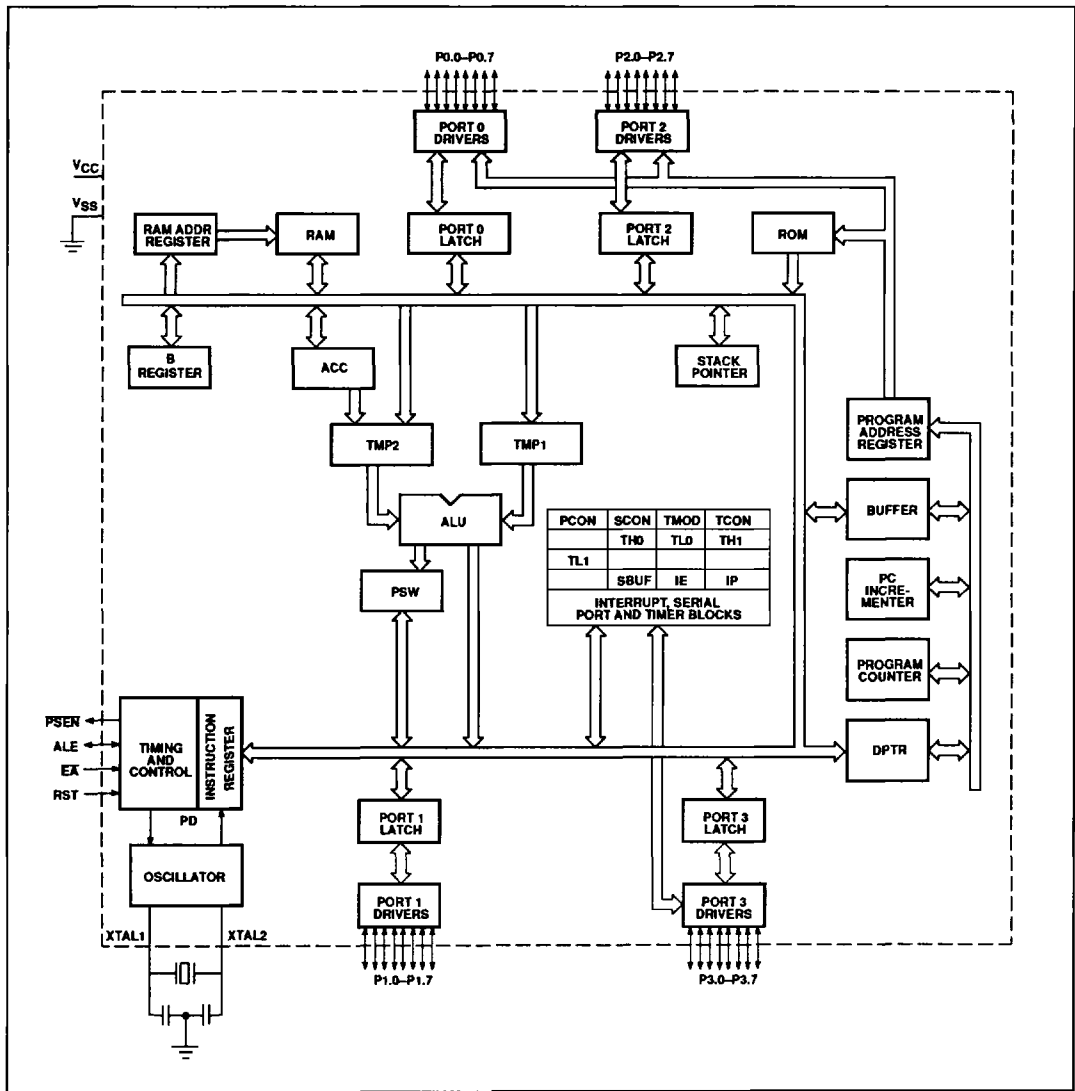 P0.0–P0.7
P2.0–P2.7
PORT 0
DRIVERS
PORT 2
DRIVERS
VCC
VSS
RAM ADDR
REGISTER
RAM
PORT 0
LATCH
PORT 2
LATCH
ROM
B
REGISTER
ACC
STACK
POINTER
PROGRAM
ADDRESS
REGISTER
TMP2
TMP1
ALU
BUFFER
PCON SCON TMOD TCON
TH0 TL0 TH1
TL1
SBUF IE IP
INTERRUPT, SERIAL
PORT AND TIMER BLOCKS
PSW
PC
INCRE-
MENTER
PROGRAM
COUNTER
DPTR
PSEN
ALE
EA
RST
TIMING
AND
CONTROL
INSTRUCTION
REGISTER
PD
OSCILLATOR
PORT 1
LATCH
PORT 3
LATCH
PORT 1
DRIVERS
PORT 3
DRIVERS
XTAL1
XTAL2
P1.0–P1.7
P3.0–P3.7